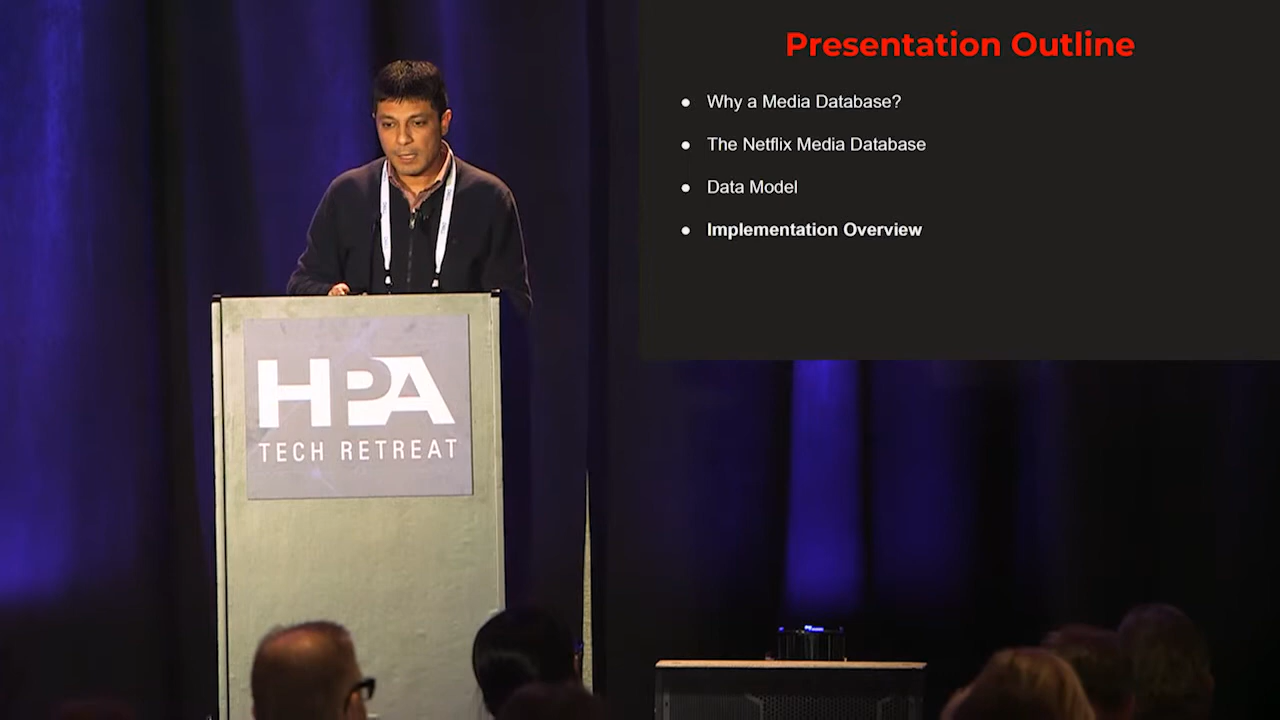 Presentation Outline
● Why a Media Database?
● The Netflix Media Database
● Data Model
● Implementation Overview
HPA
TECH RETREAT